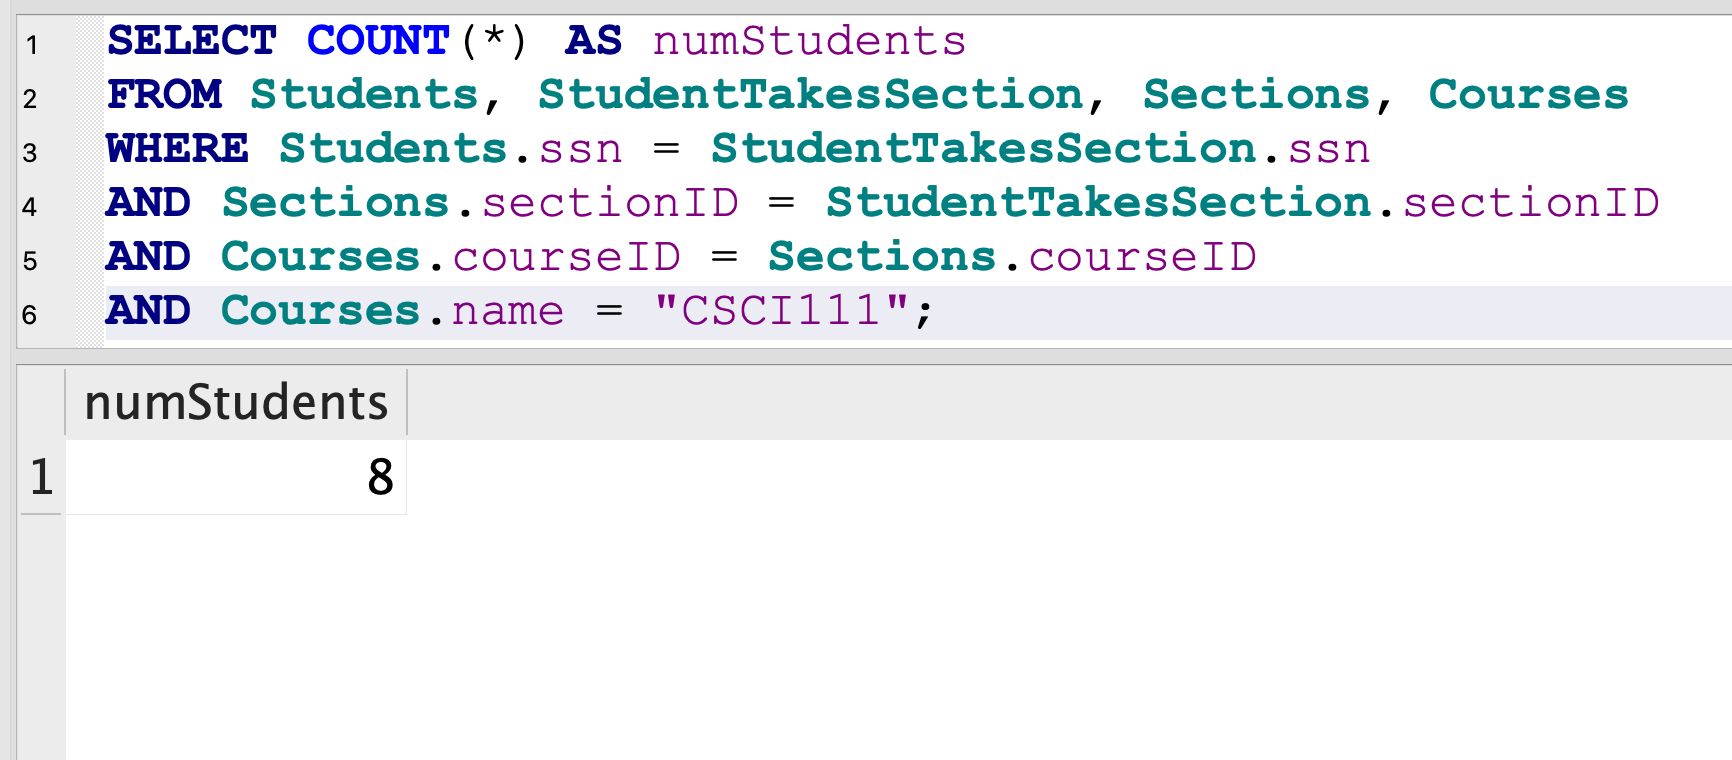 1 SELECT COUNT(*) AS numStudents
2 FROM Students, StudentTakesSection, Sections, Courses
3 WHERE Students.ssn = StudentTakesSection.ssn
4 AND Sections.sectionID = StudentTakesSection.sectionID
5 AND Courses.courseID = Sections.courseID
6 AND Courses.name = "CSCI111";
numStudents
1 8